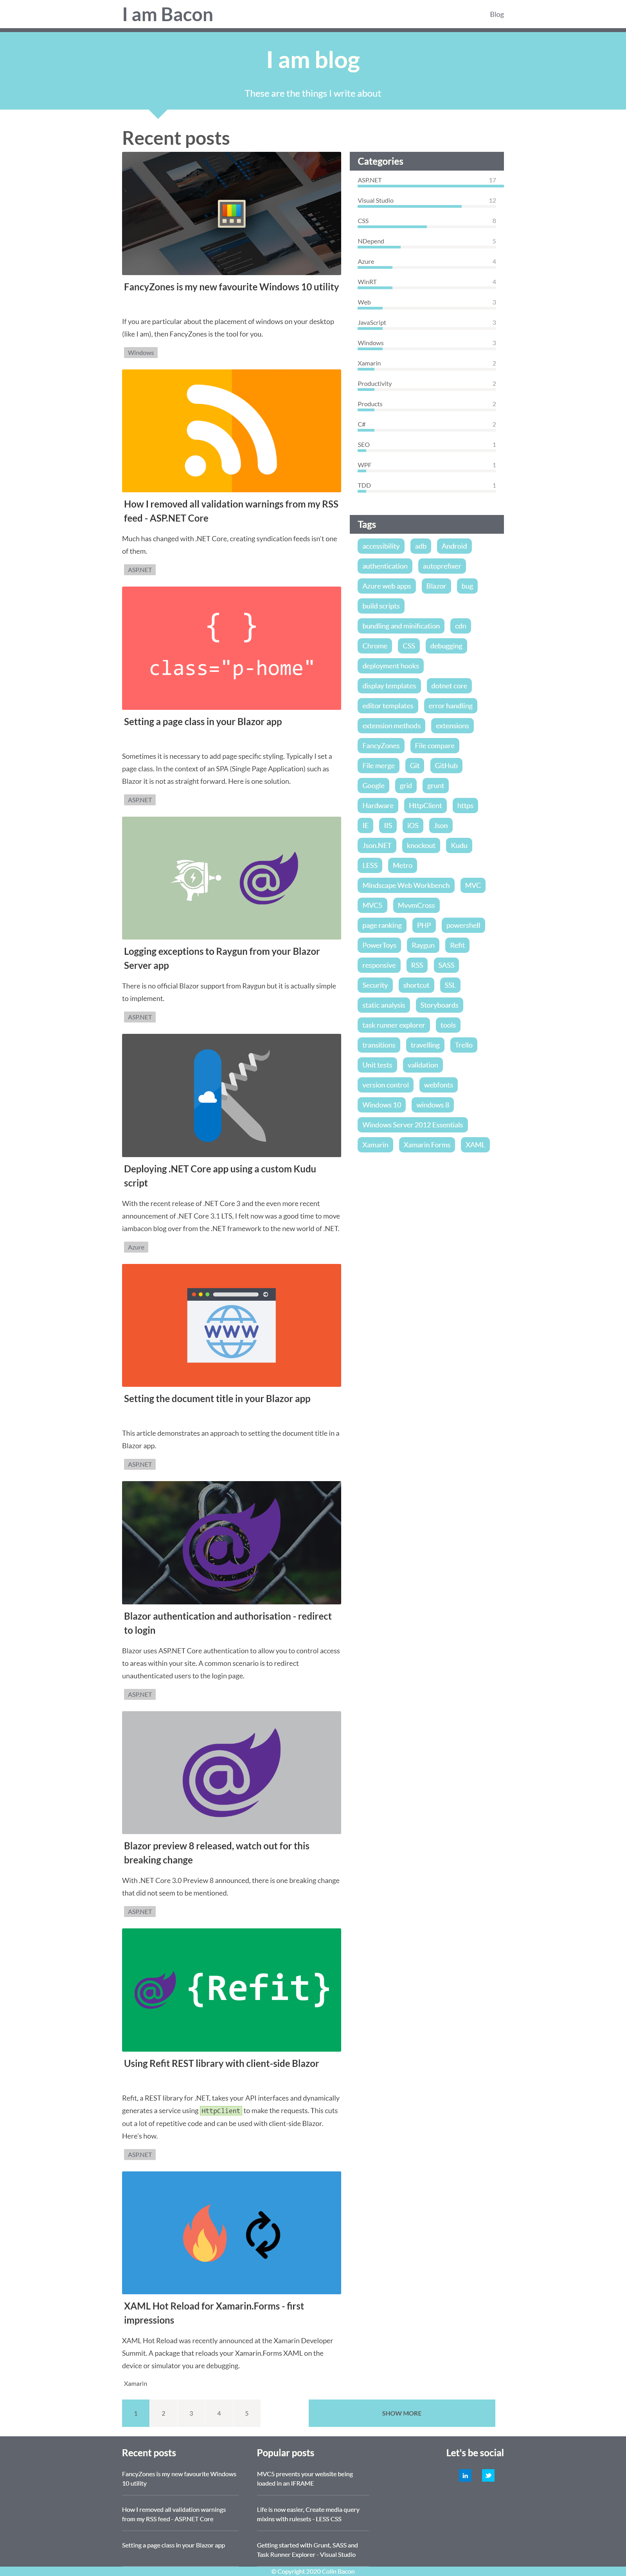 I am Bacon
Blog
I am blog
These are the things I write about
Recent posts
FancyZones is my new favourite Windows 10 utility
If you are particular about the placement of windows on your desktop
(like I am), then FancyZones is the tool for you.
Windows
How I removed all validation warnings from my RSS
feed - ASP.NET Core
Much has changed with .NET Core, creating syndication feeds isn't one
of them.
ASP.NET
{ }
class="p-home"
Setting a page class in your Blazor app
Sometimes it is necessary to add page specific styling. Typically I set a
page class. In the context of an SPA (Single Page Application) such as
Blazor it is not as straight forward. Here is one solution.
ASP.NET
Logging exceptions to Raygun from your Blazor
Server app
There is no official Blazor support from Raygun but it is actually simple
to implement.
ASP.NET
Deploying .NET Core app using a custom Kudu
script
With the recent release of .NET Core 3 and the even more recent
announcement of .NET Core 3.1 LTS, I felt now was a good time to move
iambacon blog over from the .NET framework to the new world of .NET.
Azure
WWW
Setting the document title in your Blazor app
This article demonstrates an approach to setting the document title in a
Blazor app.
ASP.NET
Blazor authentication and authorisation - redirect
to login
Blazor uses ASP.NET Core authentication to allow you to control access
to areas within your site. A common scenario is to redirect
unauthenticated users to the login page.
ASP.NET
Blazor preview 8 released, watch out for this
breaking change
With .NET Core 3.0 Preview 8 announced, there is one breaking change
that did not seem to be mentioned.
ASP.NET
{Refit}
Using Refit REST library with client-side Blazor
Refit, a REST library for .NET, takes your API interfaces and dynamically
generates a service using HttpClient to make the requests. This cuts
out a lot of repetitive code and can be used with client-side Blazor.
Here's how.
ASP.NET
XAML Hot Reload for Xamarin.Forms - first
impressions
XAML Hot Reload was recently announced at the Xamarin Developer
Summit. A package that reloads your Xamarin.Forms XAML on the
device or simulator you are debugging.
Xamarin
1 2 3 4 5
SHOW MORE
Categories
ASP.NET 17
Visual Studio 12
CSS 8
NDepend 5
Azure 4
WinRT 4
Web 3
JavaScript 3
Windows 3
Xamarin 2
Productivity 2
Products 2
C# 2
SEO 1
WPF 1
TDD 1
Tags
accessibility adb Android
authentication autoprefixer
Azure web apps Blazor bug
build scripts
bundling and minification cdn
Chrome CSS debugging
deployment hooks
display templates dotnet core
editor templates error handling
extension methods extensions
FancyZones File compare
File merge Git GitHub
Google grid grunt
Hardware HttpClient https
IE IIS iOS Json
Json.NET knockout Kudu
LESS Metro
Mindscape Web Workbench MVC
MVC5 MvvmCross
page ranking PHP powershell
PowerToys Raygun Refit
responsive RSS SASS
Security shortcut SSL
static analysis Storyboards
task runner explorer tools
transitions travelling Trello
Unit tests validation
version control webfonts
Windows 10 windows 8
Windows Server 2012 Essentials
Xamarin Xamarin Forms XAML
Recent posts
FancyZones is my new favourite Windows
10 utility
How I removed all validation warnings
from my RSS feed - ASP.NET Core
Setting a page class in your Blazor app
Popular posts
MVC5 prevents your website being
loaded in an IFRAME
Life is now easier, Create media query
mixins with rulesets - LESS CSS
Getting started with Grunt, SASS and
Task Runner Explorer - Visual Studio
Let's be social
in
© Copyright 2020 Colin Bacon